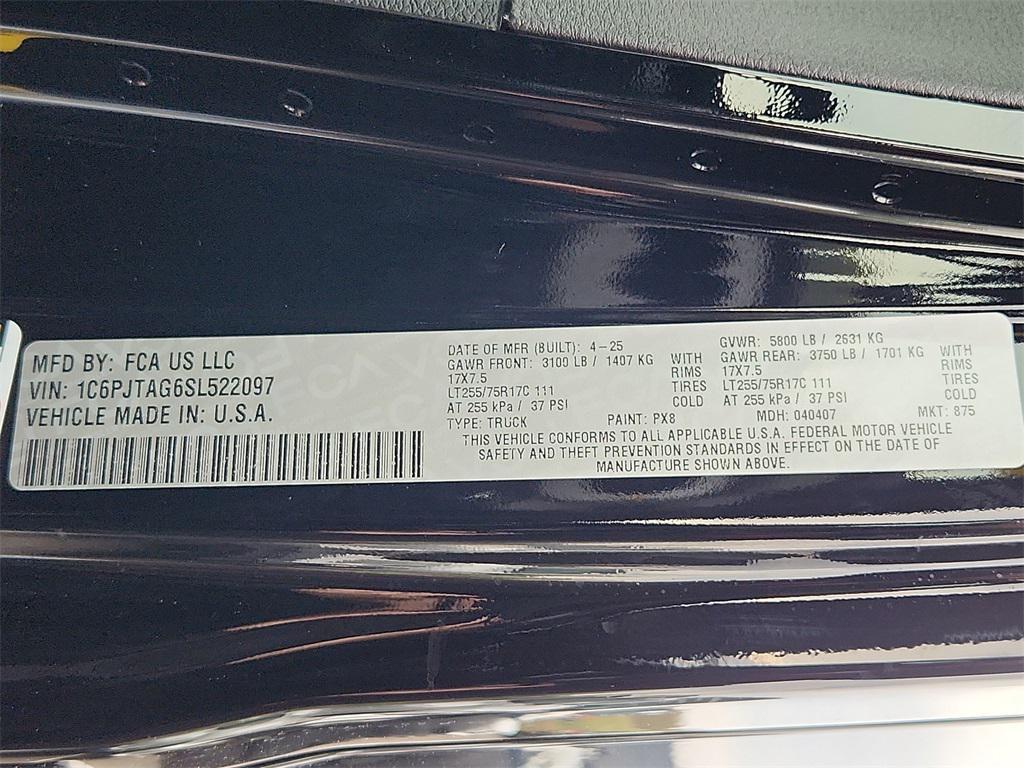 MFD BY: FCA US LLC
VIN: 1C6PJTAG6SL522097
VEHICLE MADE IN: U.S.A.
DATE OF MFR (BUILT): 4-25
GAWR FRONT: 3100 LB / 1407 KG WITH
17X7.5 RIMS
LT255/75R17C 111 TIRES
AT 255 kPa / 37 PSI COLD
TYPE: TRUCK PAINT: PX8
GVWR: 5800 LB / 2631 KG
GAWR REAR: 3750 LB / 1701 KG WITH
17X7.5 RIMS
LT255/75R17C 111 TIRES
AT 255 kPa / 37 PSI COLD
MDH: 040407 MKT: 875
THIS VEHICLE CONFORMS TO ALL APPLICABLE U.S.A. FEDERAL MOTOR VEHICLE
SAFETY AND THEFT PREVENTION STANDARDS IN EFFECT ON THE DATE OF
MANUFACTURE SHOWN ABOVE.